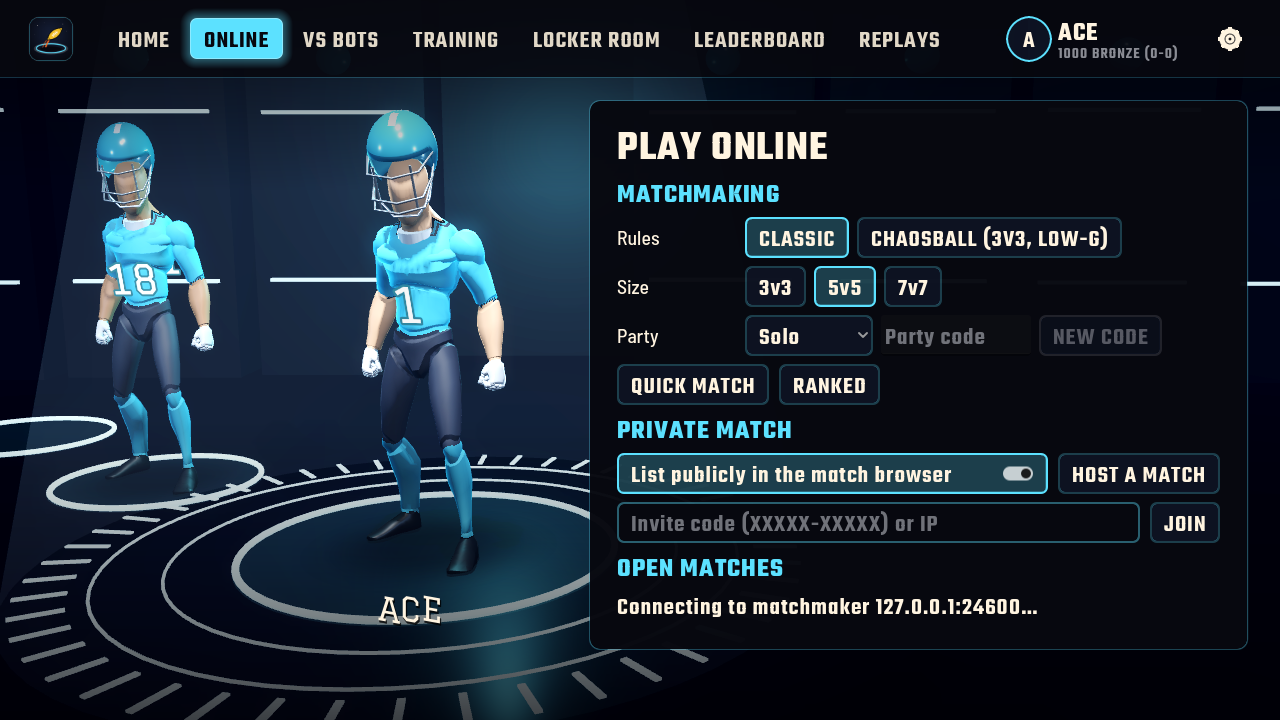 HOME ONLINE VS BOTS TRAINING LOCKER ROOM LEADERBOARD REPLAYS A ACE
1000 BRONZE (0-0)
PLAY ONLINE
MATCHMAKING
Rules CLASSIC CHAOSBALL (3V3, LOW-G)
Size 3v3 5v5 7v7
Party Solo Party code NEW CODE
QUICK MATCH RANKED
PRIVATE MATCH
List publicly in the match browser HOST A MATCH
Invite code (XXXXX-XXXXX) or IP JOIN
OPEN MATCHES
Connecting to matchmaker 127.0.0.1:24600...
18
1
ACE